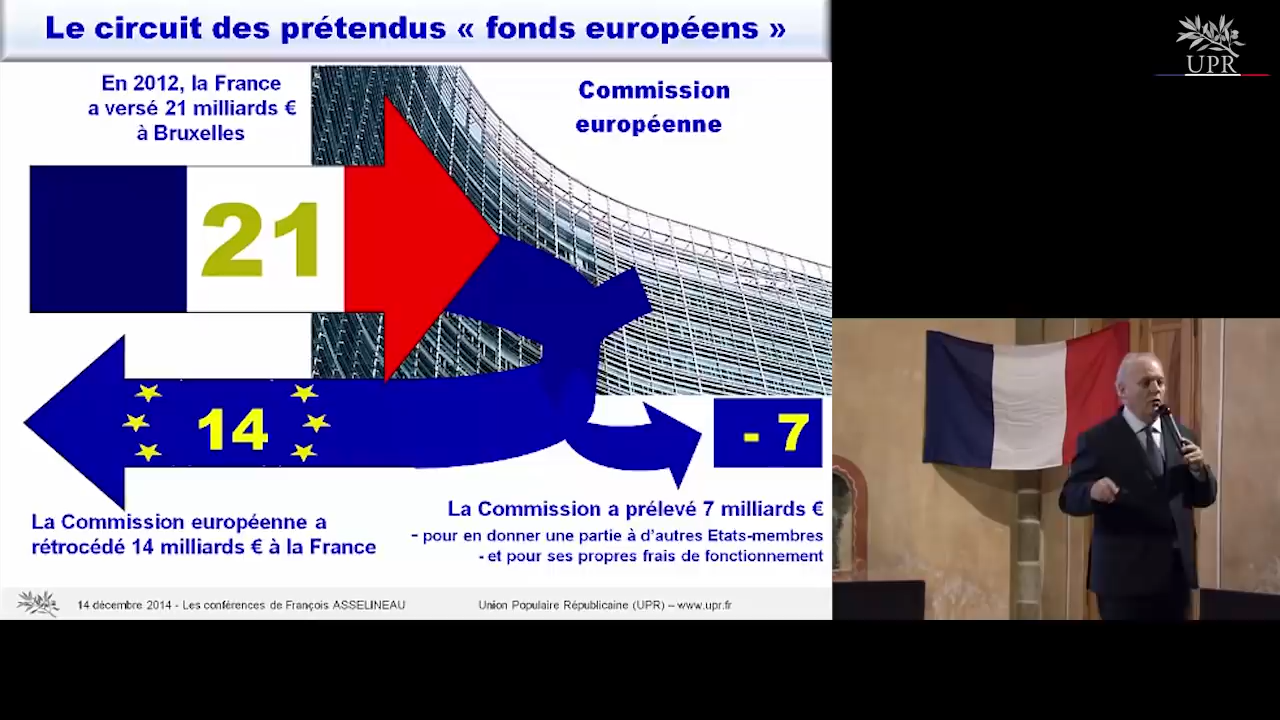 Le circuit des prétendus « fonds européens »
UPR
En 2012, la France
a versé 21 milliards €
à Bruxelles
Commission
européenne
21
14
- 7
La Commission européenne a
rétrocédé 14 milliards € à la France
La Commission a prélevé 7 milliards €
- pour en donner une partie à d'autres Etats-membres
- et pour ses propres frais de fonctionnement
14 décembre 2014 - Les conférences de François ASSELINEAU
Union Populaire Républicaine (UPR) – www.upr.fr